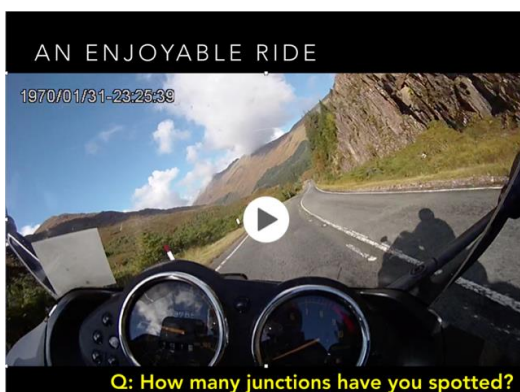 AN ENJOYABLE RIDE
1970/01/31-23:25:39
Q: How many junctions have you spotted?